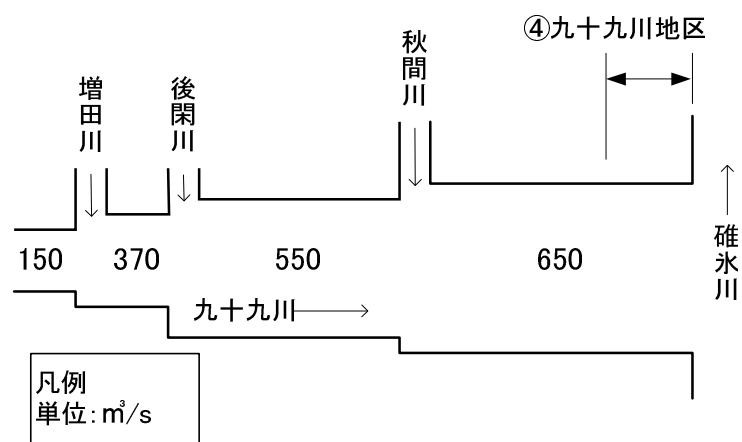 ④九十九川地区
増田川
後閑川
秋間川
碓氷川
150
370
550
650
九十九川
凡例
単位:㎥/s